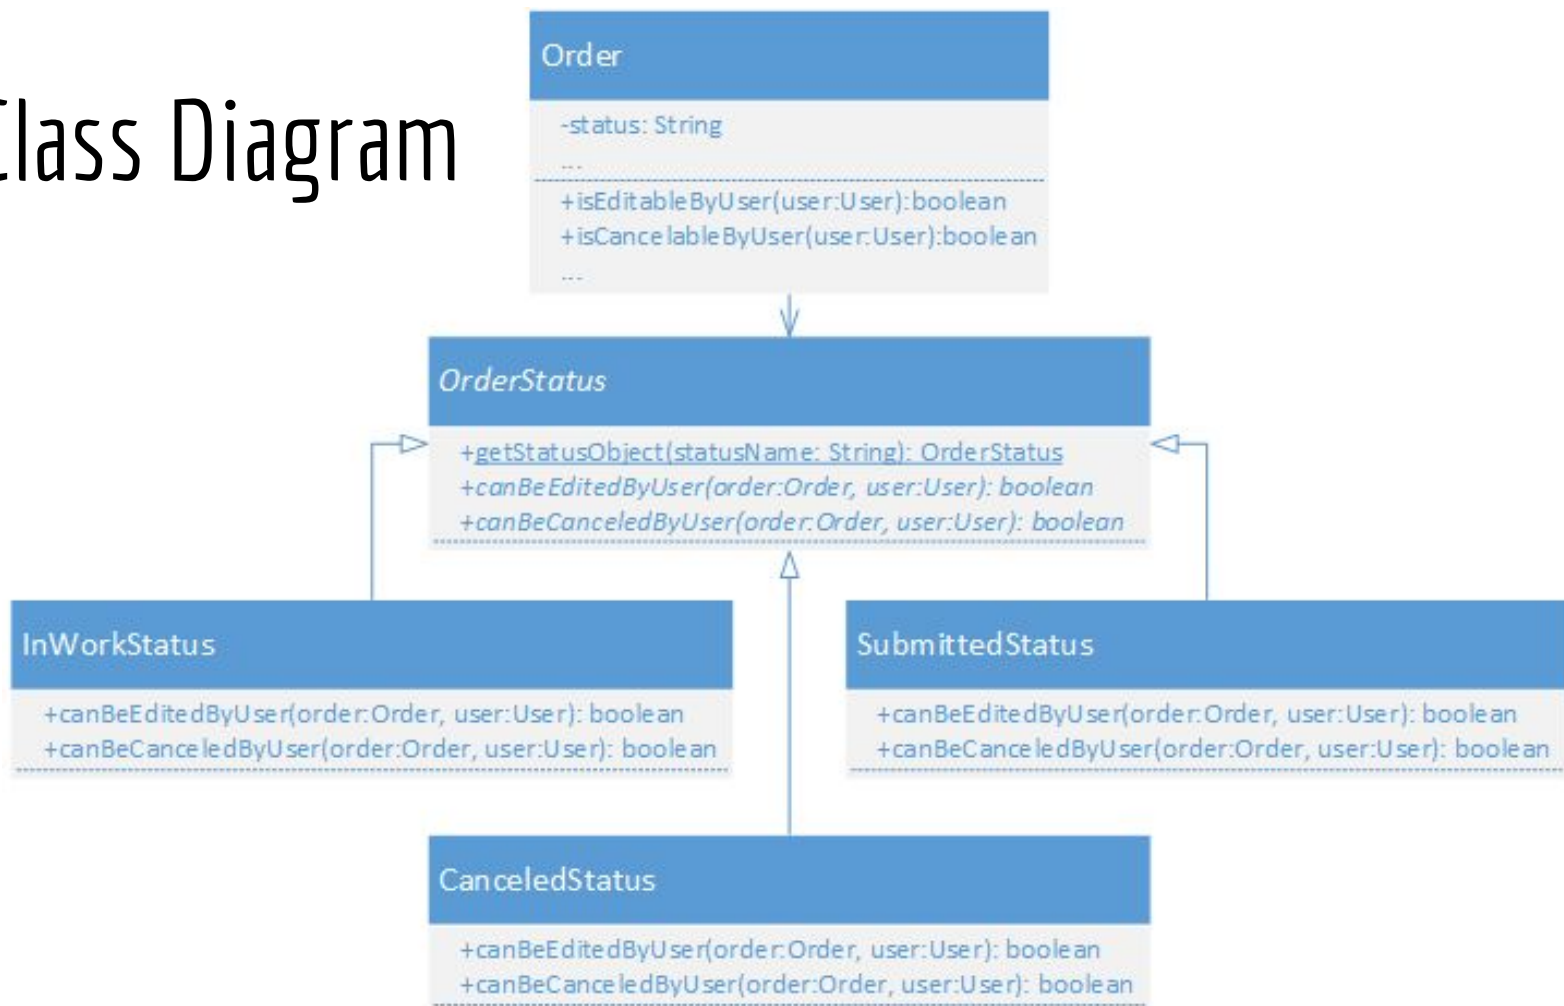 Class Diagram
Order
-status: String
...
+isEditableByUser(user:User):boolean
+isCancelableByUser(user:User):boolean
...
OrderStatus
+getStatusObject(statusName: String): OrderStatus
+canBeEditedByUser(order:Order, user:User): boolean
+canBeCanceledByUser(order:Order, user:User): boolean
InWorkStatus
+canBeEditedByUser(order:Order, user:User): boolean
+canBeCanceledByUser(order:Order, user:User): boolean
SubmittedStatus
+canBeEditedByUser(order:Order, user:User): boolean
+canBeCanceledByUser(order:Order, user:User): boolean
CanceledStatus
+canBeEditedByUser(order:Order, user:User): boolean
+canBeCanceledByUser(order:Order, user:User): boolean